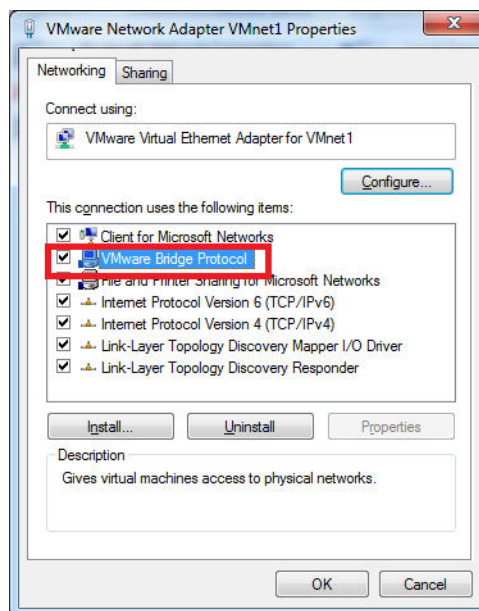 VMware Network Adapter VMnet1 Properties
Networking
Sharing
Connect using:
VMware Virtual Ethernet Adapter for VMnet1
Configure...
This connection uses the following items:
Client for Microsoft Networks
VMware Bridge Protocol
File and Printer Sharing for Microsoft Networks
Internet Protocol Version 6 (TCP/IPv6)
Internet Protocol Version 4 (TCP/IPv4)
Link-Layer Topology Discovery Mapper I/O Driver
Link-Layer Topology Discovery Responder
Install...
Uninstall
Properties
Description
Gives virtual machines access to physical networks.
OK
Cancel